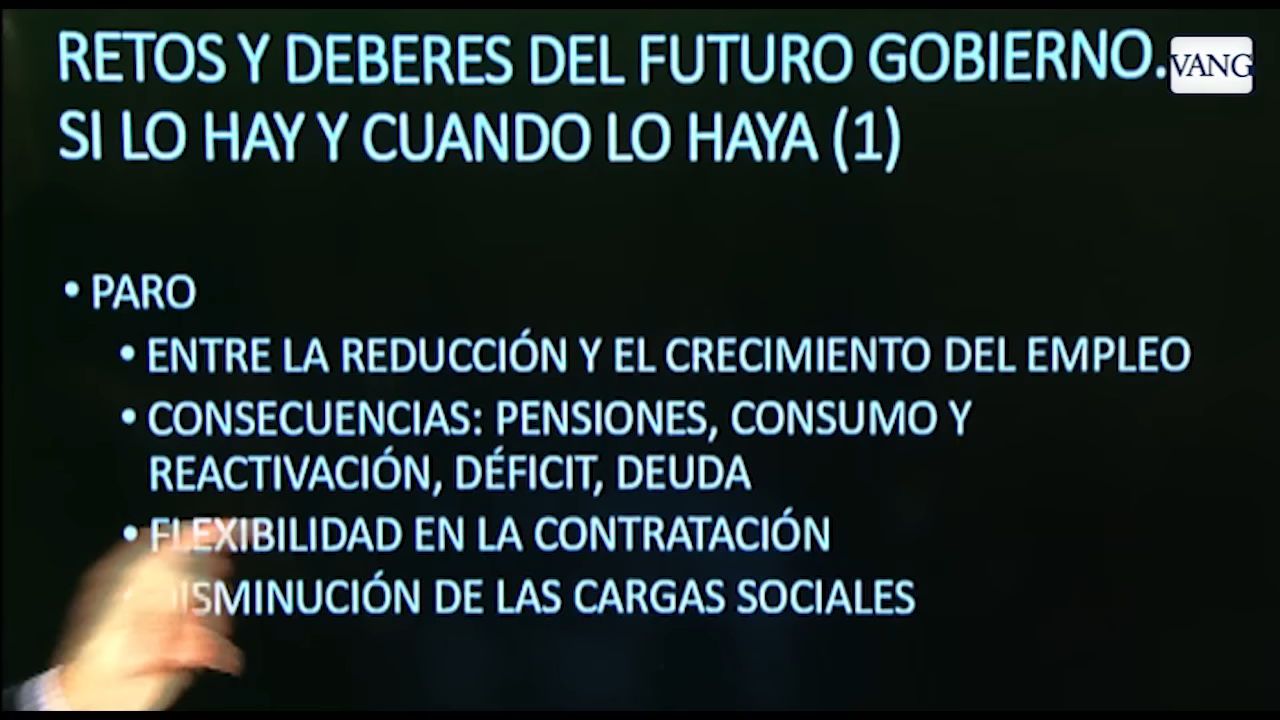 RETOS Y DEBERES DEL FUTURO GOBIERNO.
VANG
SI LO HAY Y CUANDO LO HAYA (1)
• PARO
• ENTRE LA REDUCCIÓN Y EL CRECIMIENTO DEL EMPLEO
• CONSECUENCIAS: PENSIONES, CONSUMO Y
REACTIVACIÓN, DÉFICIT, DEUDA
• FLEXIBILIDAD EN LA CONTRATACIÓN
• DISMINUCIÓN DE LAS CARGAS SOCIALES